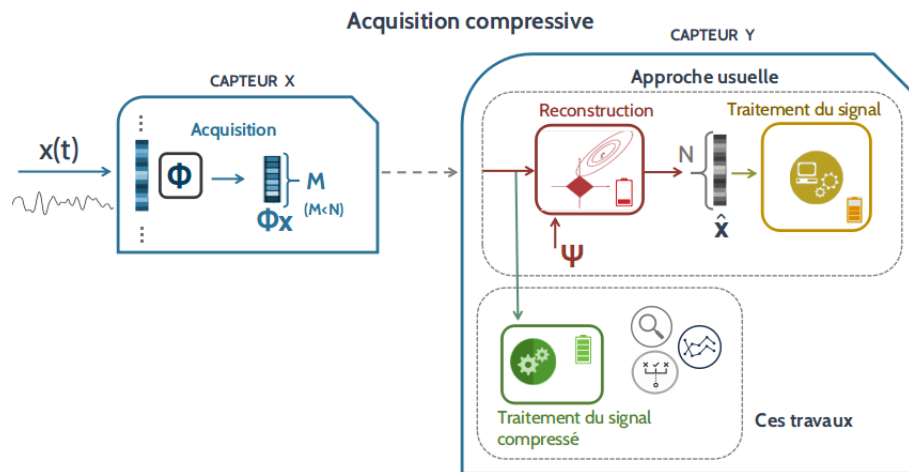 Acquisition compressive
CAPTEUR X
x(t)
Acquisition
Φ
M
(M<N)
Φx
CAPTEUR Y
Approche usuelle
Reconstruction
Ψ
N
x̂
Traitement du signal
Traitement du signal
compressé
Ces travaux